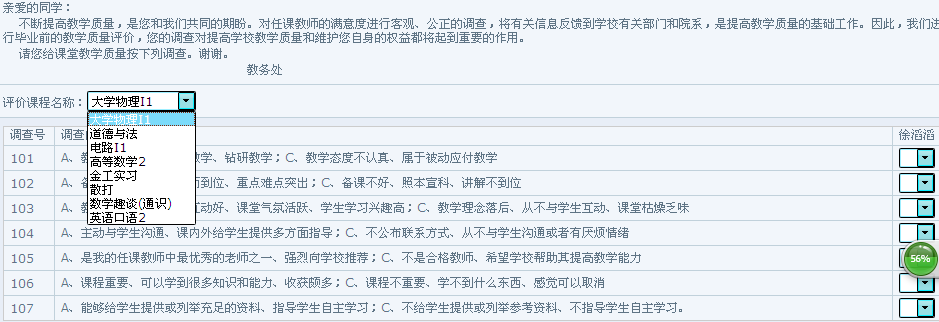 亲爱的同学：
不断提高教学质量，是您和我们共同的期盼。对任课教师的满意度进行客观、公正的调查，将有关信息反馈到学校有关部门和院系，是提高教学质量的基础工作。因此，我们进
行毕业前的教学质量评价，您的调查对提高学校教学质量和维护您自身的权益都将起到重要的作用。
请您给课堂教学质量按下列调查。谢谢。
教务处
评价课程名称：大学物理I1
大学物理I1
道德与法
电路I1
高等数学2
金工实习
散打
数学趣谈(通识)
英语口语2
调查号 调查 徐滔滔
101 A、 教学、钻研教学；C、教学态度不认真、属于被动应付教学
102 A、 而到位、重点难点突出；C、备课不好、照本宣科、讲解不到位
103 A、 互动好、课堂气氛活跃、学生学习兴趣高；C、教学理念落后、从不与学生互动、课堂枯燥乏味
104 A、主动与学生沟通、课内外给学生提供多方面指导；C、不公布联系方式、从不与学生沟通或者有厌烦情绪
105 A、是我的任课教师中最优秀的老师之一、强烈向学校推荐；C、不是合格教师、希望学校帮助其提高教学能力
56%
106 A、课程重要、可以学到很多知识和能力、收获颇多；C、课程不重要、学不到什么东西、感觉可以取消
107 A、能够给学生提供或列举充足的资料、指导学生自主学习；C、不给学生提供或列举参考资料、不指导学生自主学习。